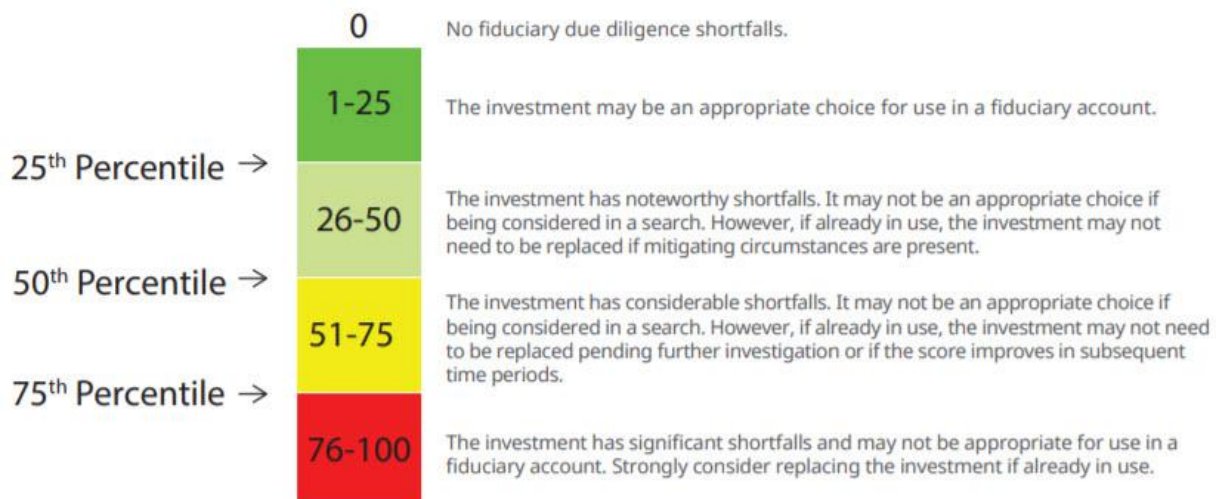 0
No fiduciary due diligence shortfalls.
1-25
The investment may be an appropriate choice for use in a fiduciary account.
25th Percentile →
26-50
The investment has noteworthy shortfalls. It may not be an appropriate choice if
being considered in a search. However, if already in use, the investment may not
need to be replaced if mitigating circumstances are present.
50th Percentile →
51-75
The investment has considerable shortfalls. It may not be an appropriate choice if
being considered in a search. However, if already in use, the investment may not need
to be replaced pending further investigation or if the score improves in subsequent
time periods.
75th Percentile →
76-100
The investment has significant shortfalls and may not be appropriate for use in a
fiduciary account. Strongly consider replacing the investment if already in use.